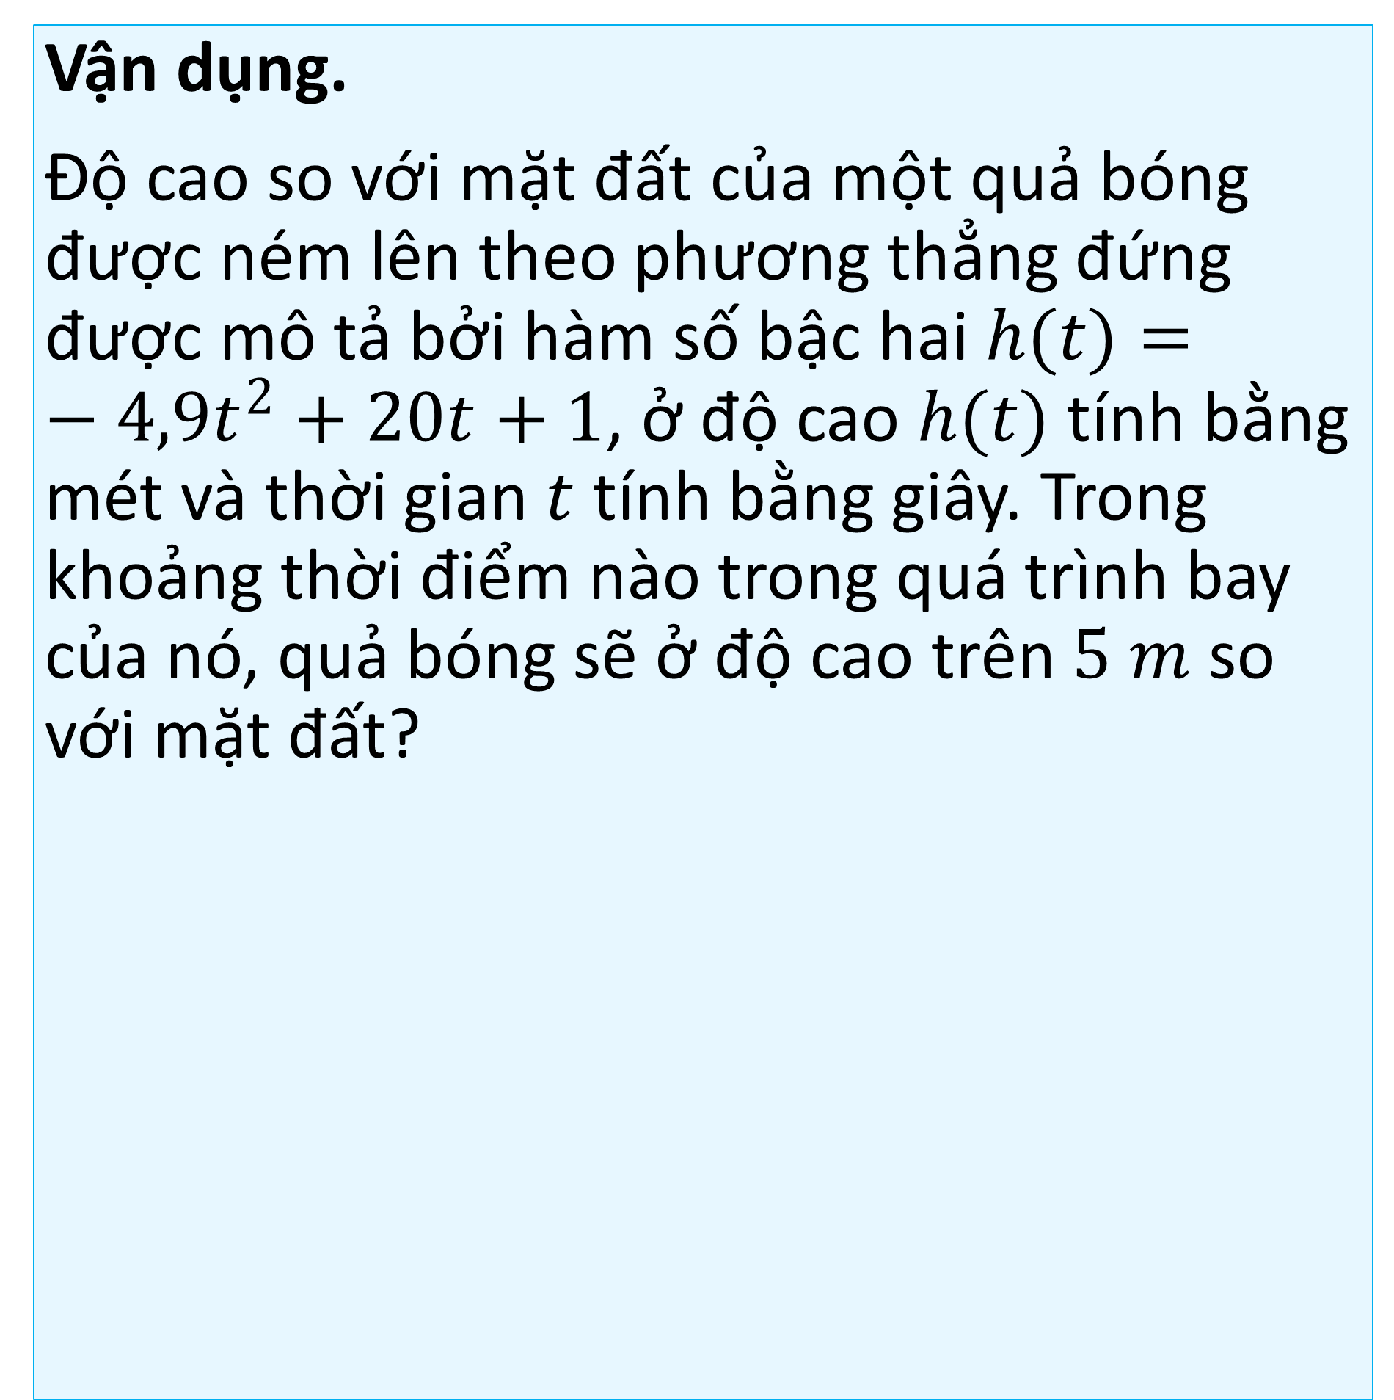 Vận dụng.
Độ cao so với mặt đất của một quả bóng
được ném lên theo phương thẳng đứng
được mô tả bởi hàm số bậc hai h(t) =
− 4,9t² + 20t + 1, ở độ cao h(t) tính bằng
mét và thời gian t tính bằng giây. Trong
khoảng thời điểm nào trong quá trình bay
của nó, quả bóng sẽ ở độ cao trên 5 m so
với mặt đất?